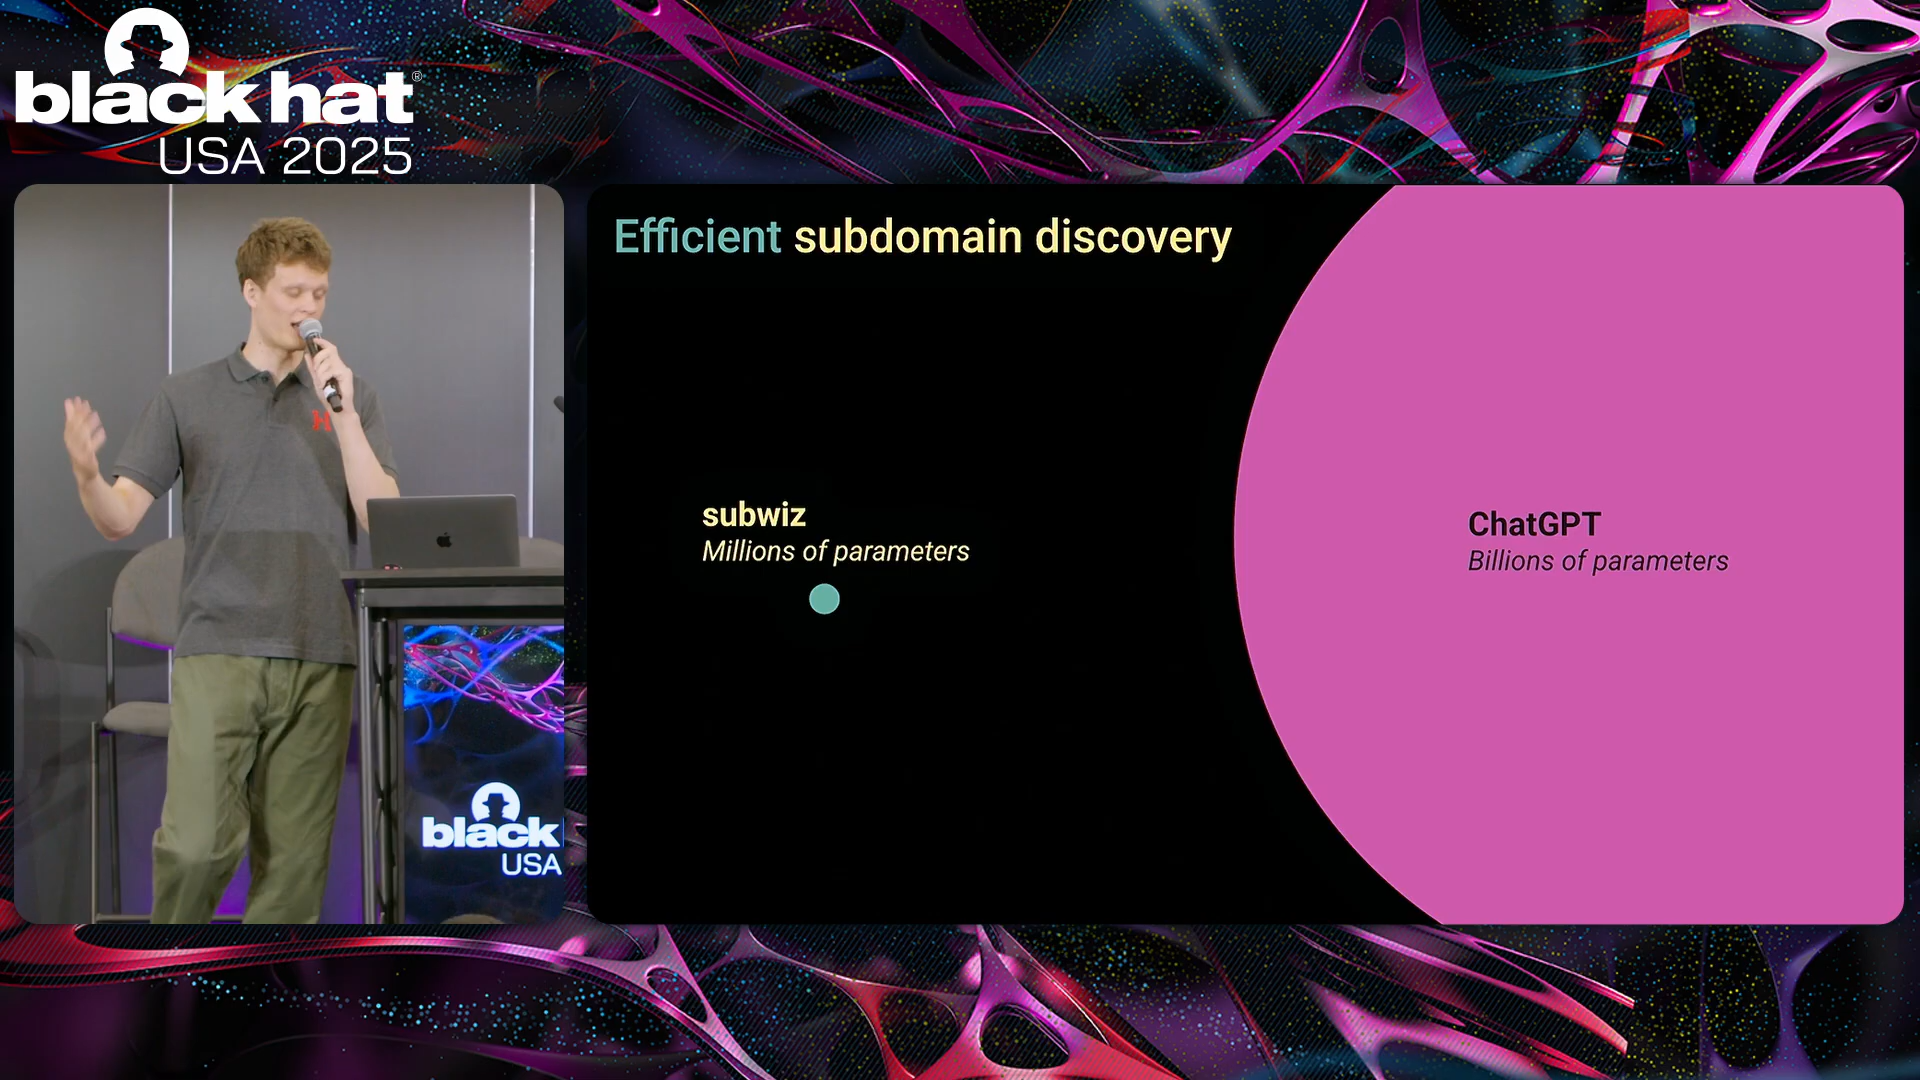 black hat®
USA 2025
Efficient subdomain discovery
subwiz
Millions of parameters
ChatGPT
Billions of parameters
H
black
USA